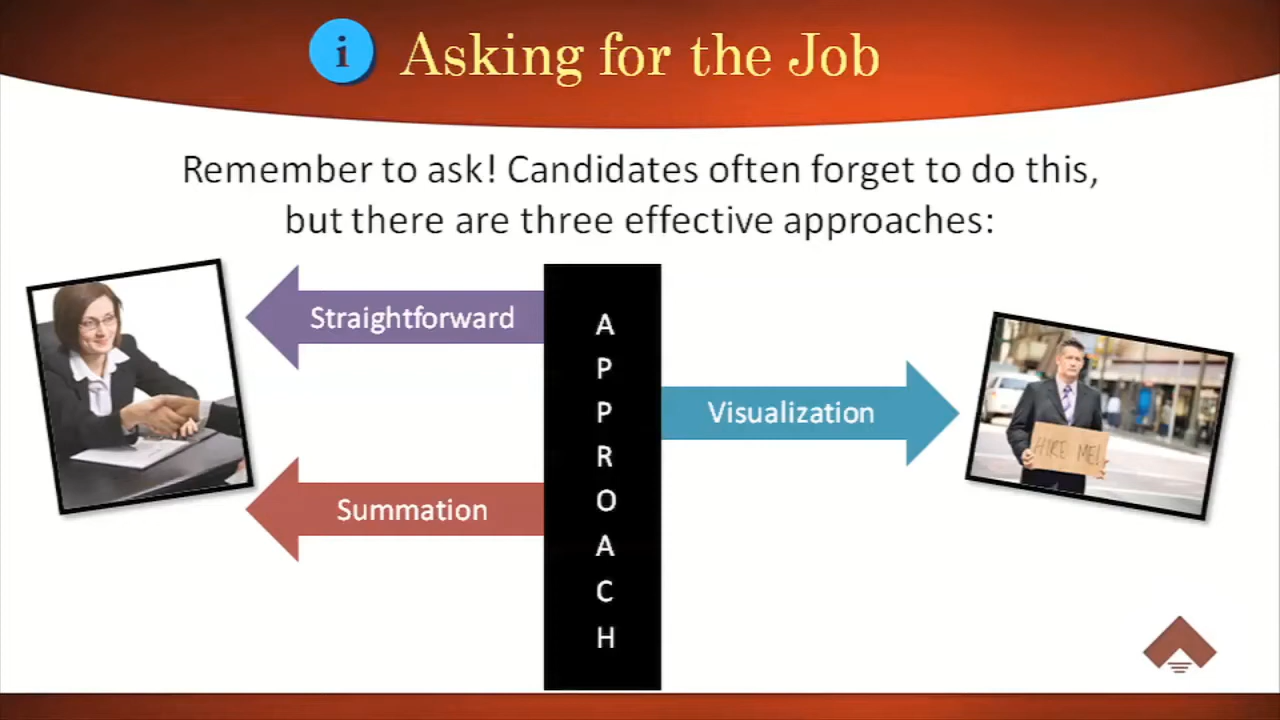 i Asking for the Job
Remember to ask! Candidates often forget to do this,
but there are three effective approaches:
Straightforward
Visualization
Summation
A
P
P
R
O
A
C
H
HIRE ME!